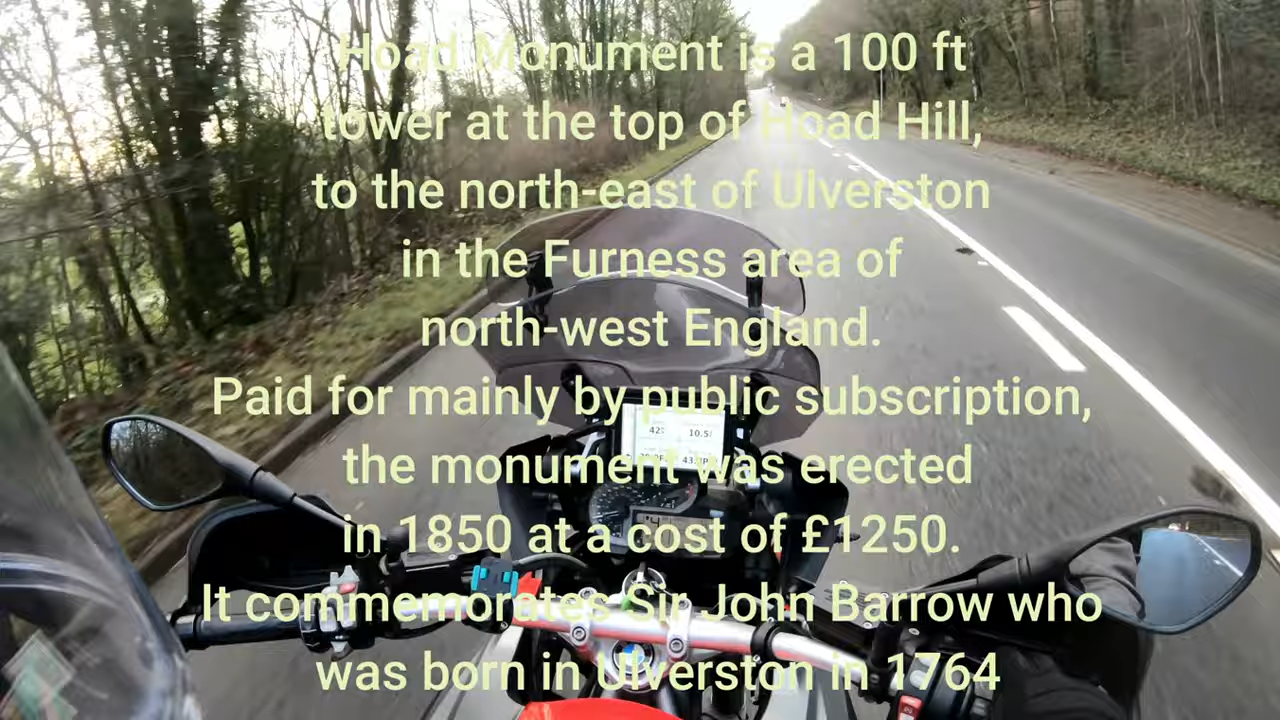 Hoad Monument is a 100 ft
tower at the top of Hoad Hill,
to the north-east of Ulverston
in the Furness area of
north-west England.
Paid for mainly by public subscription,
the monument was erected
in 1850 at a cost of £1250.
It commemorates Sir John Barrow who
was born in Ulverston in 1764